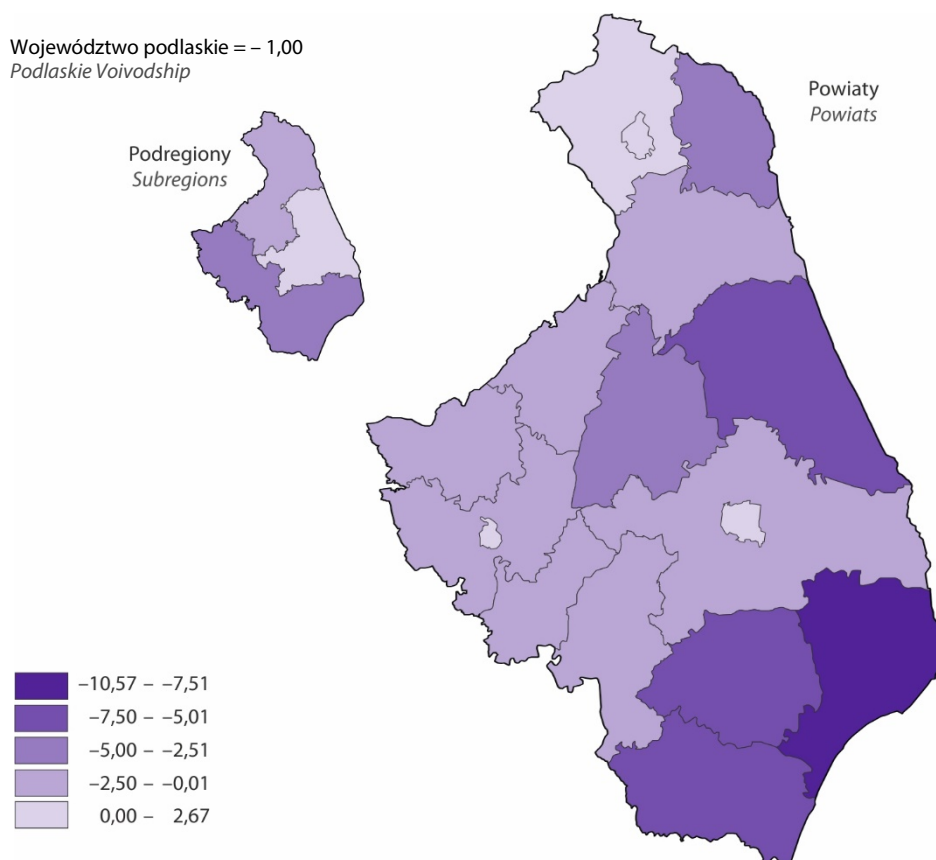 Województwo podlaskie = – 1,00
Podlaskie Voivodship
Powiaty
Powiats
Podregiony
Subregions
–10,57 – –7,51
–7,50 – –5,01
–5,00 – –2,51
–2,50 – –0,01
0,00 – 2,67